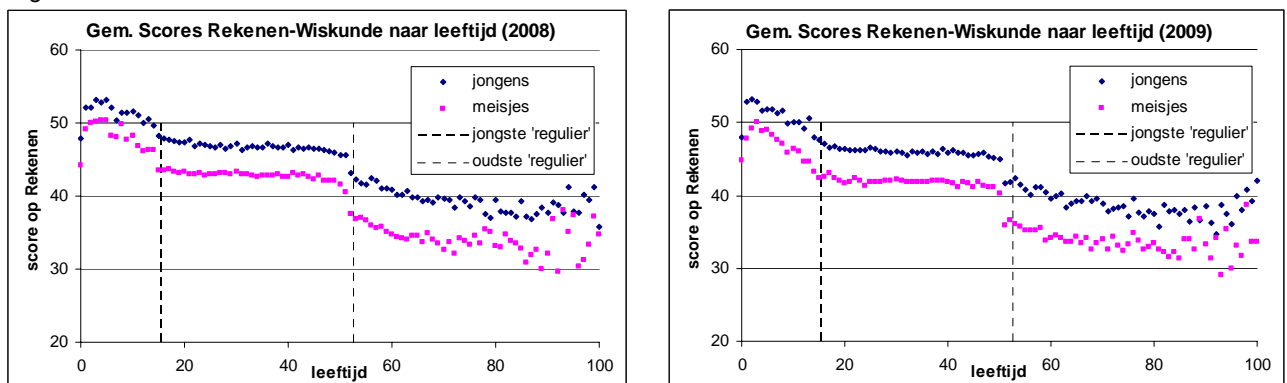 Gem. Scores Rekenen-Wiskunde naar leeftijd (2008)
60
50
40
30
20
score op Rekenen
jongens
meisjes
jongste 'regulier'
oudste 'regulier'
0 20 40 60 80 100
leeftijd
Gem. Scores Rekenen-Wiskunde naar leeftijd (2009)
60
50
40
30
20
score op Rekenen
jongens
meisjes
jongste 'regulier'
oudste 'regulier'
0 20 40 60 80 100
leeftijd